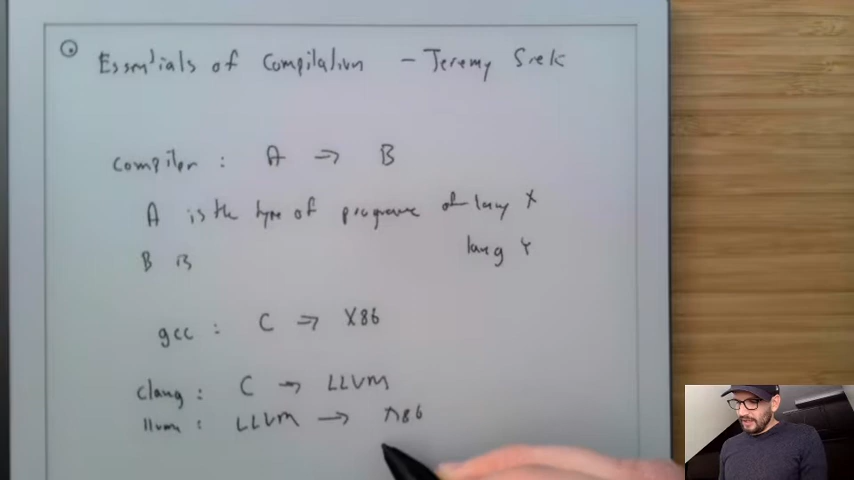 Essentials of Compilation - Jeremy Siek
compiler : A → B
A is the type of programs of lang X
B is lang Y
gcc : C → X86
clang : C → LLVM
llvm : LLVM → X86